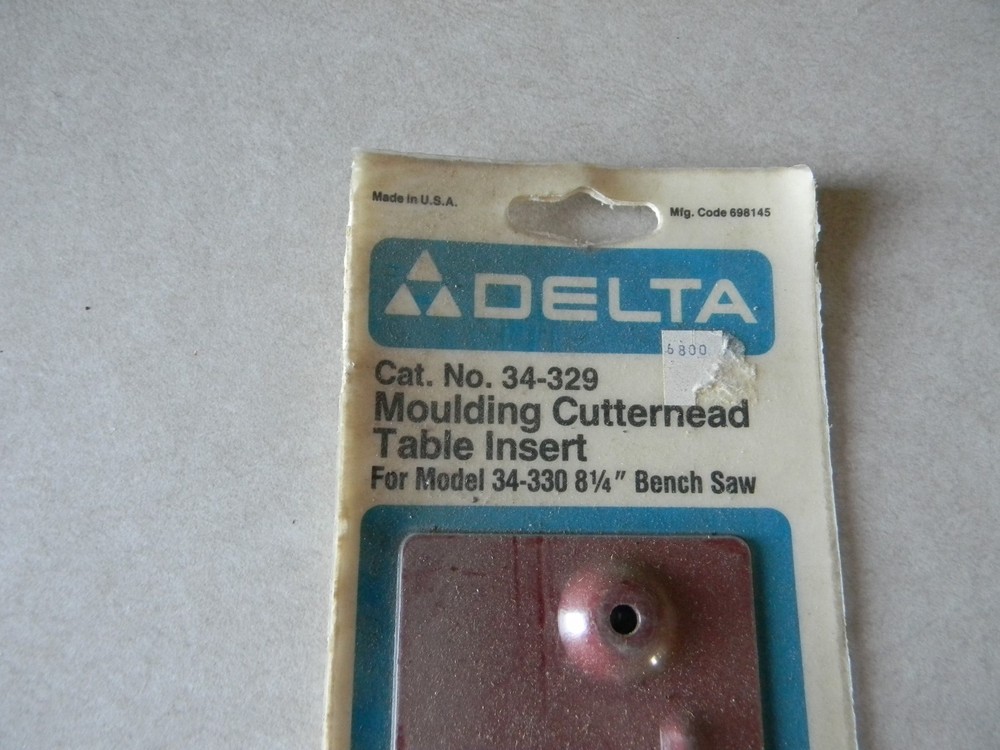 Made in U.S.A.
Mfg. Code 698145
DELTA
6800
Cat. No. 34-329
Moulding Cutterhead
Table Insert
For Model 34-330 8¼" Bench Saw